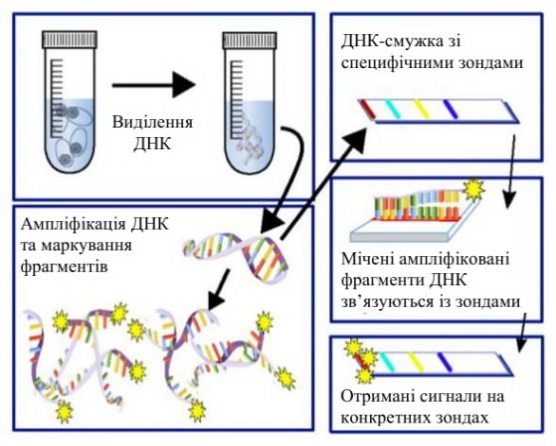 Виділення
ДНК
Ампліфікація ДНК
та маркування
фрагментів
ДНК-смужка зі
специфічними зондами
Мічені ампліфіковані
фрагменти ДНК
зв’язуються із зондами
Отримані сигнали на
конкретних зондах